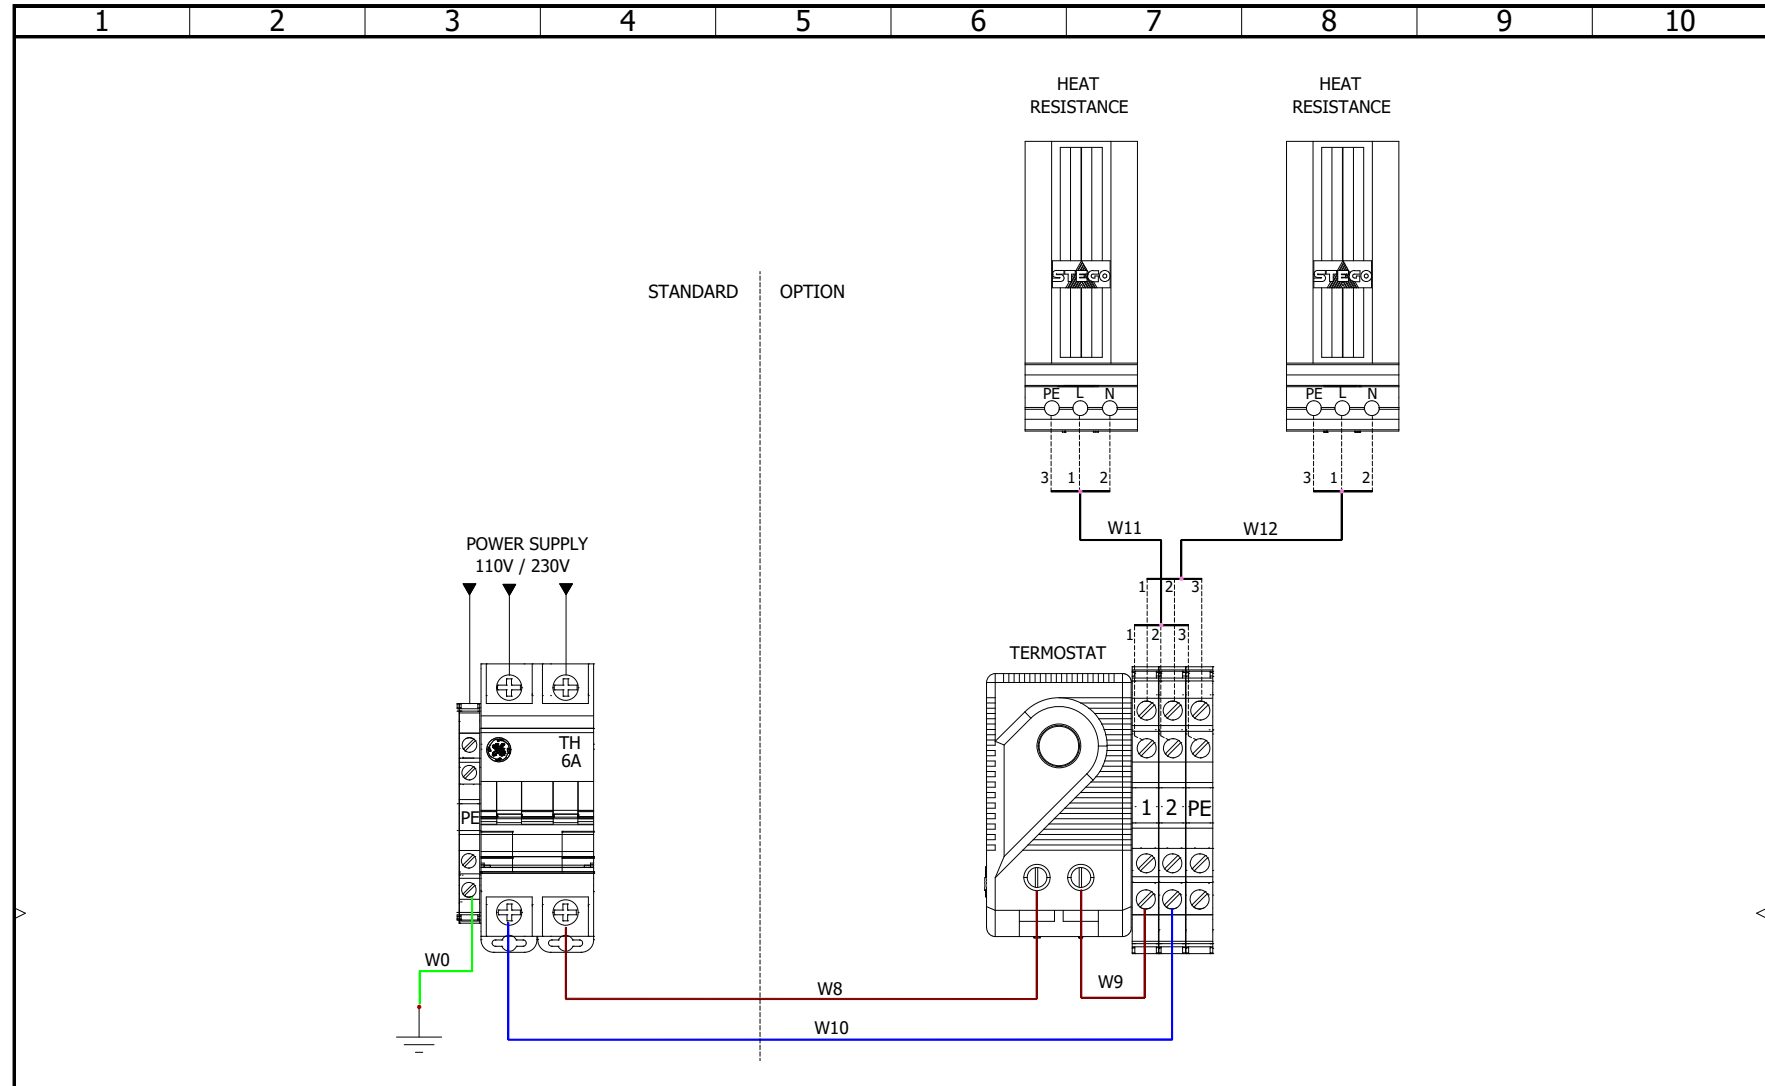 1 2 3 4 5 6 7 8 9 10
HEAT
RESISTANCE
HEAT
RESISTANCE
STANDARD
OPTION
STEGO
STEGO
PE L N
PE L N
3 1 2
3 1 2
W11
W12
POWER SUPPLY
110V / 230V
1 2 3
1 2 3
TERMOSTAT
TH
6A
PE
1 2 PE
W0
W8
W9
W10